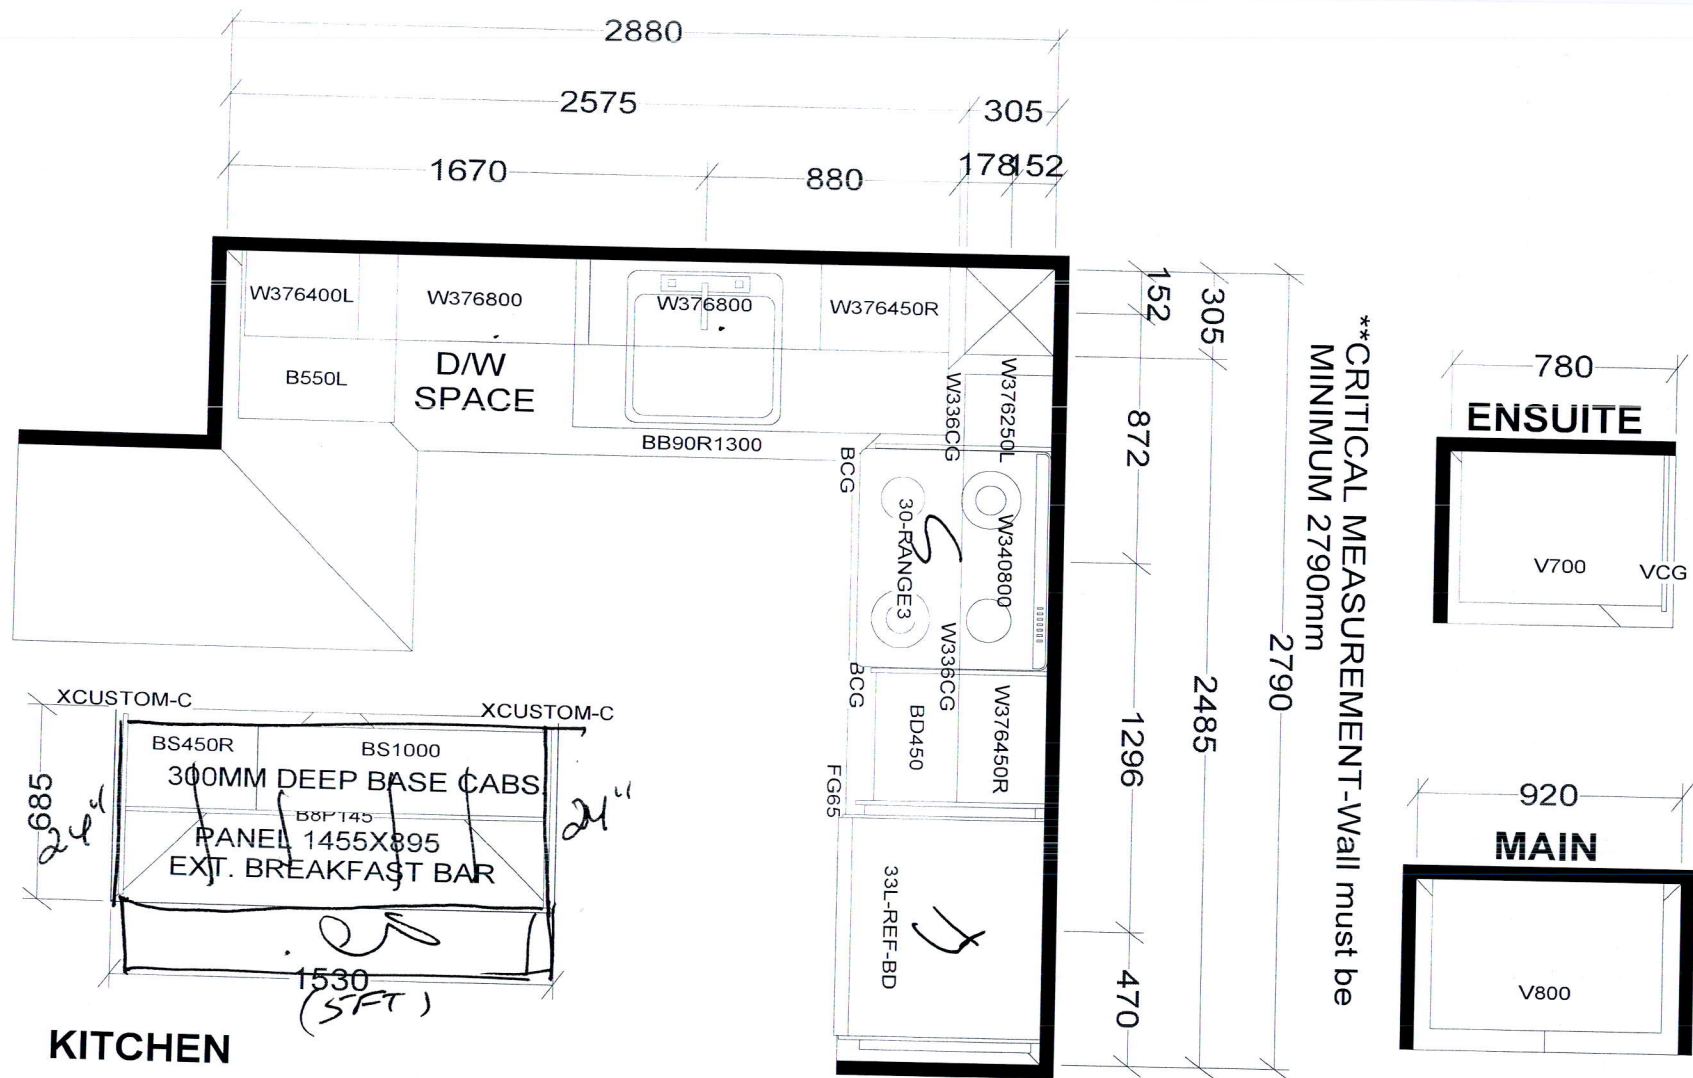 2880
2575
305
1670
880
178
152
W376400L
W376800
W376800
W376450R
B550L
D/W
SPACE
BB90R1300
W376250L
W336CG
BCG
30-RANGE3
W340800
W336CG
BCG
BD450
W376450R
FG65
33L-REF-BD
152
305
872
2790
2485
1296
470
**CRITICAL MEASUREMENT-Wall must be
MINIMUM 2790mm
780
ENSUITE
V700
VCG
920
MAIN
V800
XCUSTOM-C
XCUSTOM-C
BS450R
BS1000
300MM DEEP BASE CABS
PANEL 1455X895
EXT. BREAKFAST BAR
685
24"
24"
1530
(5FT)
KITCHEN